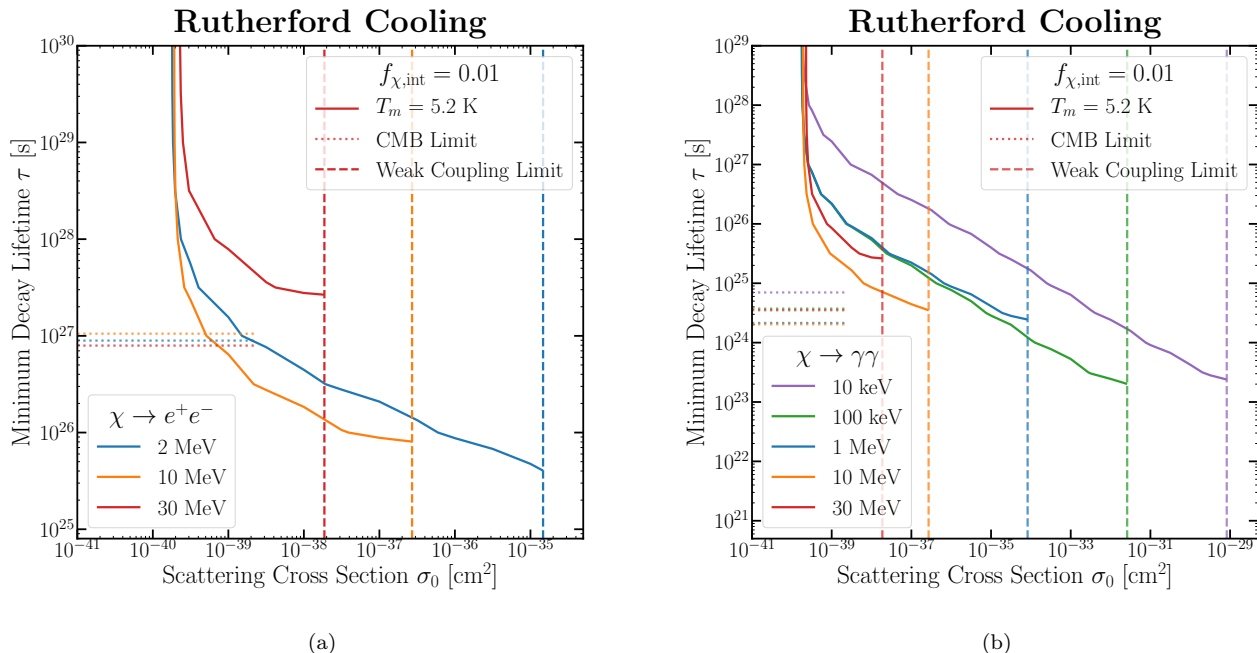 Rutherford Cooling
10^30
10^29
10^28
10^27
10^26
10^25
Minimum Decay Lifetime τ [s]
f_χ,int = 0.01
T_m = 5.2 K
CMB Limit
Weak Coupling Limit
χ → e⁺e⁻
2 MeV
10 MeV
30 MeV
10^−41 10^−40 10^−39 10^−38 10^−37 10^−36 10^−35
Scattering Cross Section σ₀ [cm²]
(a)
Rutherford Cooling
10^29
10^28
10^27
10^26
10^25
10^24
10^23
10^22
10^21
Minimum Decay Lifetime τ [s]
f_χ,int = 0.01
T_m = 5.2 K
CMB Limit
Weak Coupling Limit
χ → γγ
10 keV
100 keV
1 MeV
10 MeV
30 MeV
10^−41 10^−39 10^−37 10^−35 10^−33 10^−31 10^−29
Scattering Cross Section σ₀ [cm²]
(b)